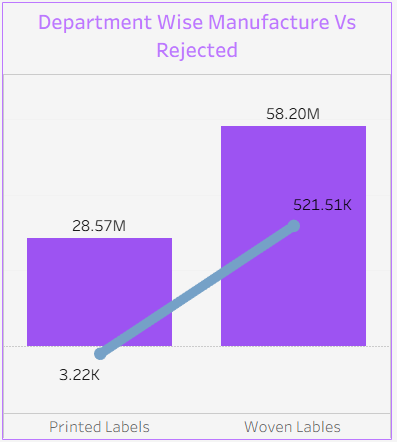 Department Wise Manufacture Vs
Rejected
58.20M
521.51K
28.57M
3.22K
Printed Labels
Woven Lables